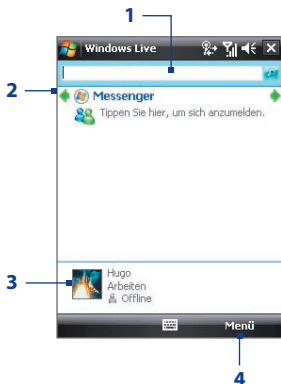 1
Windows Live
2
Messenger
Tippen Sie hier, um sich anzumelden.
3
Hugo
Arbeiten
Offline
Menü
4